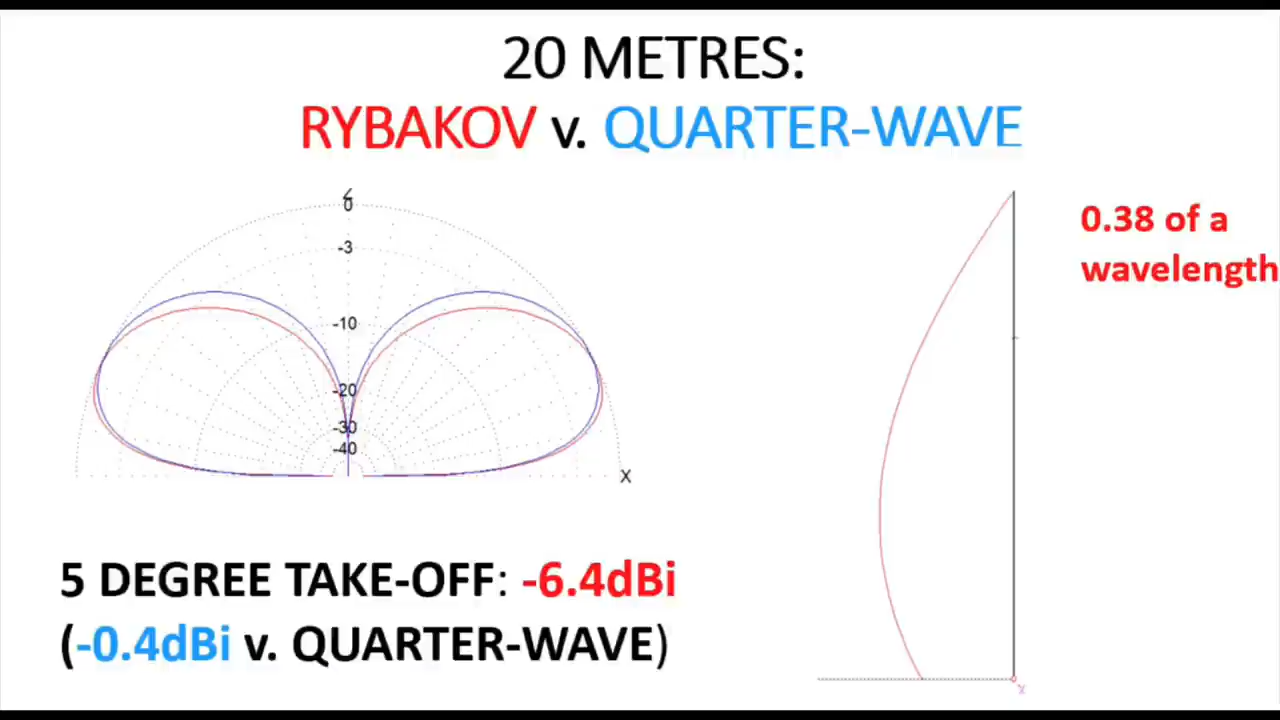 20 METRES:
RYBAKOV v. QUARTER-WAVE
Z
0
-3
-10
-20
-30
-40
X
0.38 of a
wavelength
5 DEGREE TAKE-OFF: -6.4dBi
(-0.4dBi v. QUARTER-WAVE)